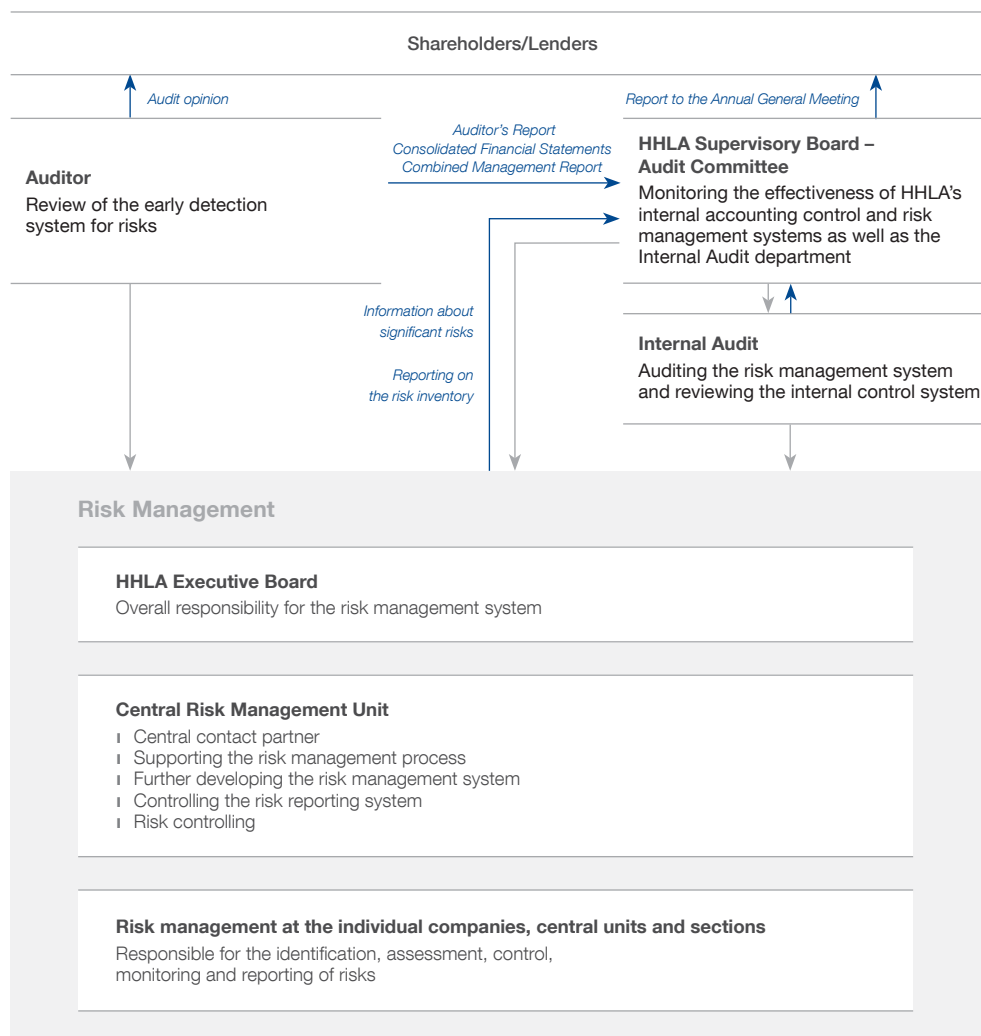 Shareholders/Lenders
Audit opinion
Report to the Annual General Meeting
Auditor
Review of the early detection
system for risks
Auditor’s Report
Consolidated Financial Statements
Combined Management Report
HHLA Supervisory Board –
Audit Committee
Monitoring the effectiveness of HHLA’s
internal accounting control and risk
management systems as well as the
Internal Audit department
Information about
significant risks
Reporting on
the risk inventory
Internal Audit
Auditing the risk management system
and reviewing the internal control system
Risk Management
HHLA Executive Board
Overall responsibility for the risk management system
Central Risk Management Unit
Central contact partner
Supporting the risk management process
Further developing the risk management system
Controlling the risk reporting system
Risk controlling
Risk management at the individual companies, central units and sections
Responsible for the identification, assessment, control,
monitoring and reporting of risks